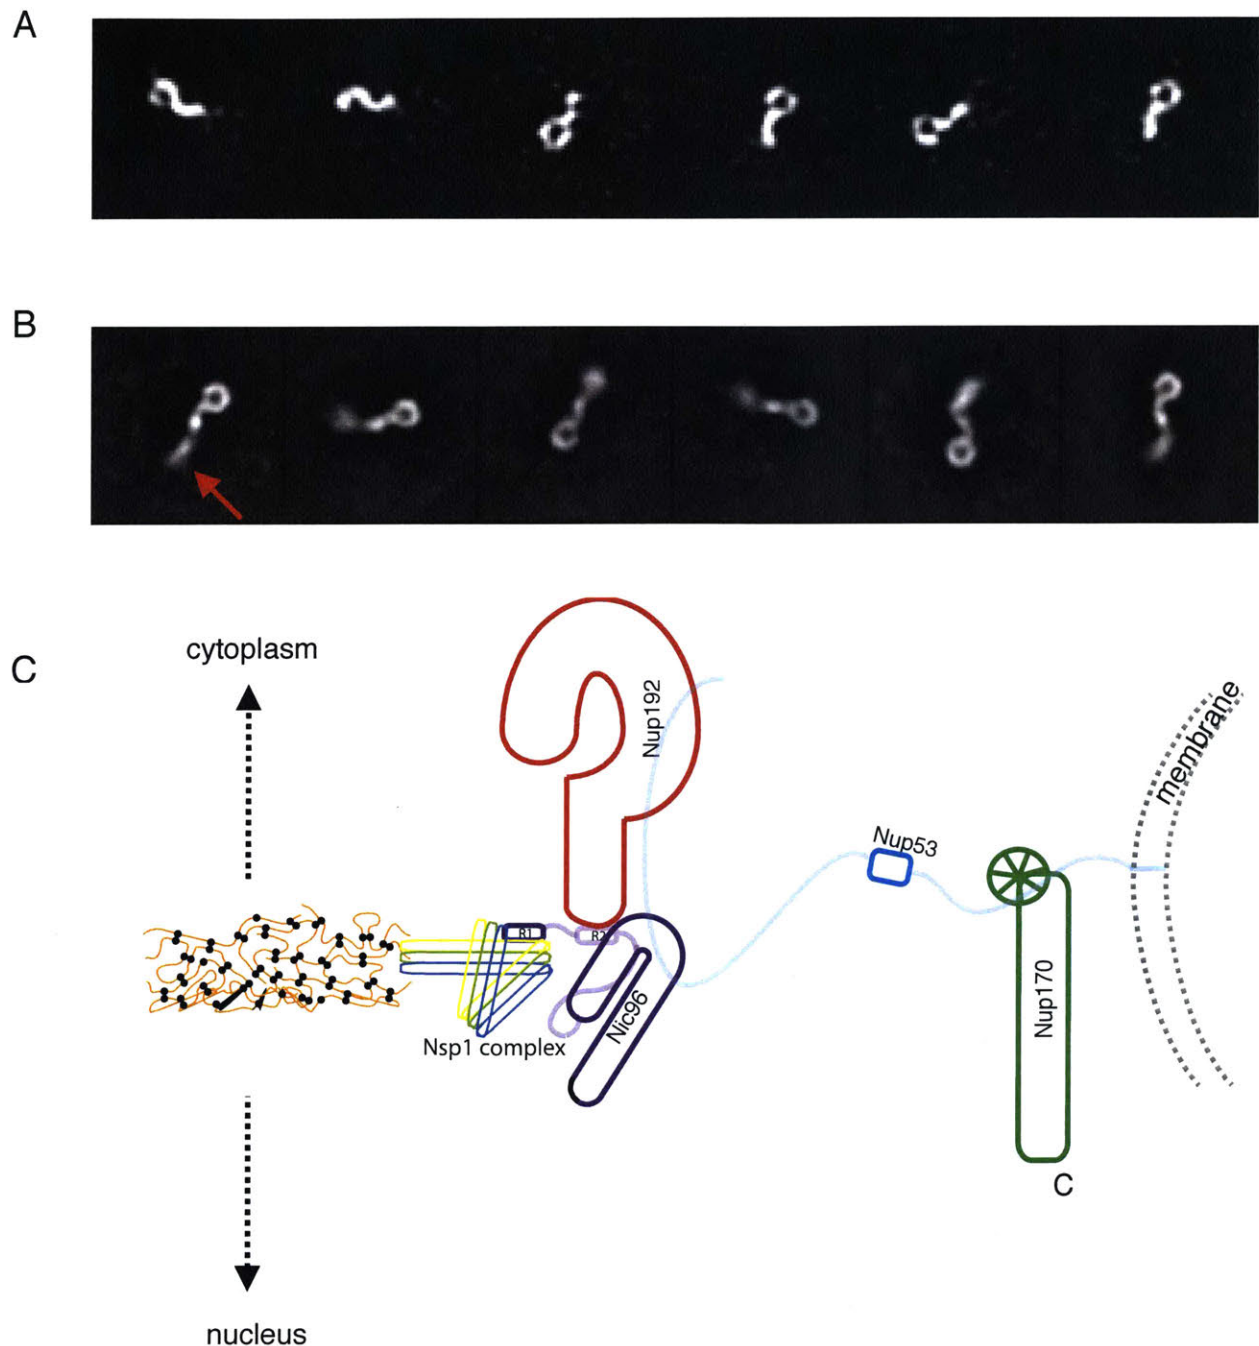 A
B
C
cytoplasm
Nup192
membrane
Nup53
R1
R2
Nic96
Nup170
Nsp1 complex
C
nucleus